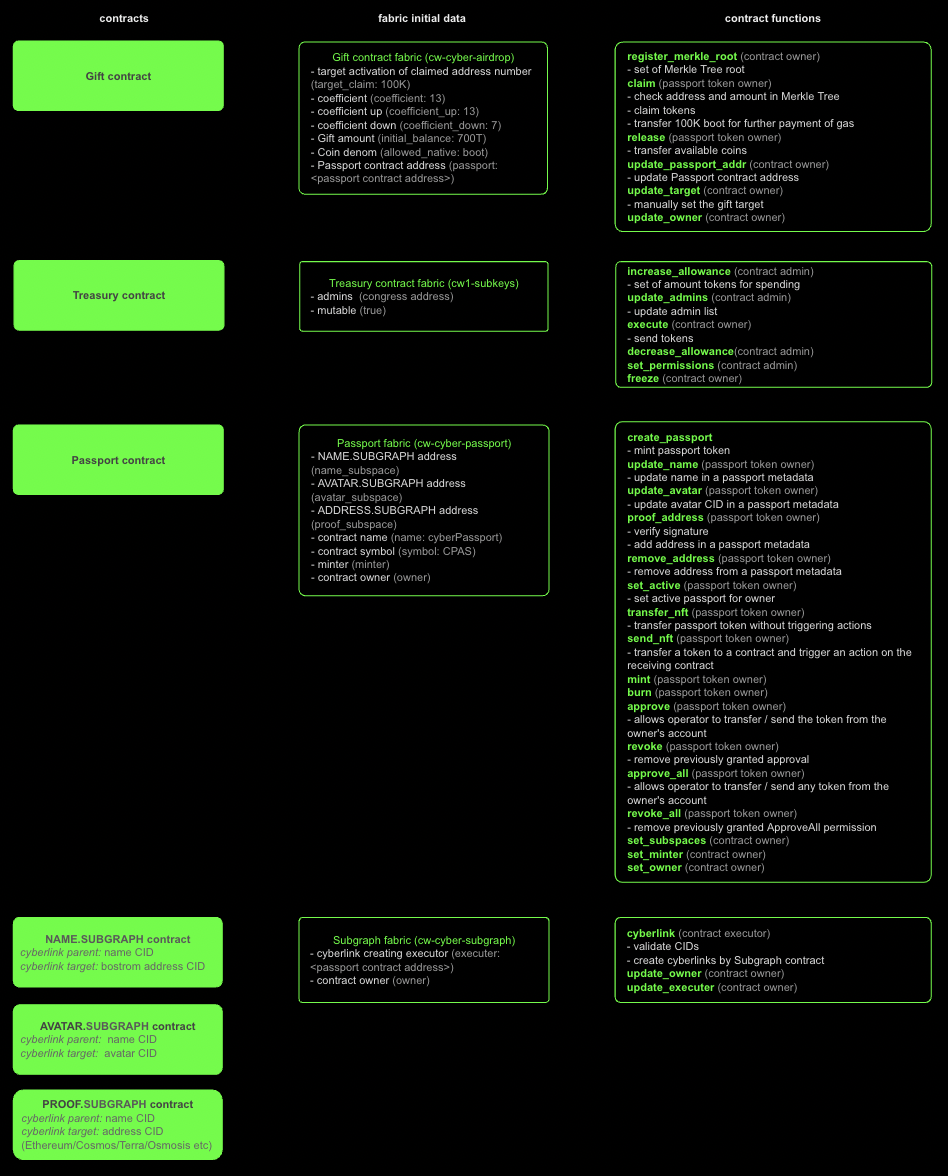 contracts
fabric initial data
contract functions
Gift contract
Gift contract fabric (cw-cyber-airdrop)
- target activation of claimed address number
(target_claim: 100K)
- coefficient (coefficient: 13)
- coefficient up (coefficient_up: 13)
- coefficient down (coefficient_down: 7)
- Gift amount (initial_balance: 700T)
- Coin denom (allowed_native: boot)
- Passport contract address (passport:
<passport contract address>)
register_merkle_root (contract owner)
- set of Merkle Tree root
claim (passport token owner)
- check address and amount in Merkle Tree
- claim tokens
- transfer 100K boot for further payment of gas
release (passport token owner)
- transfer available coins
update_passport_addr (contract owner)
- update Passport contract address
update_target (contract owner)
- manually set the gift target
update_owner (contract owner)
Treasury contract
Treasury contract fabric (cw1-subkeys)
- admins (congress address)
- mutable (true)
increase_allowance (contract admin)
- set of amount tokens for spending
update_admins (contract admin)
- update admin list
execute (contract owner)
- send tokens
decrease_allowance(contract admin)
set_permissions (contract admin)
freeze (contract owner)
Passport contract
Passport fabric (cw-cyber-passport)
- NAME.SUBGRAPH address
(name_subspace)
- AVATAR.SUBGRAPH address
(avatar_subspace)
- ADDRESS.SUBGRAPH address
(proof_subspace)
- contract name (name: cyberPassport)
- contract symbol (symbol: CPAS)
- minter (minter)
- contract owner (owner)
create_passport
- mint passport token
update_name (passport token owner)
- update name in a passport metadata
update_avatar (passport token owner)
- update avatar CID in a passport metadata
proof_address (passport token owner)
- verify signature
- add address in a passport metadata
remove_address (passport token owner)
- remove address from a passport metadata
set_active (passport token owner)
- set active passport for owner
transfer_nft (passport token owner)
- transfer passport token without triggering actions
send_nft (passport token owner)
- transfer a token to a contract and trigger an action on the
receiving contract
mint (passport token owner)
burn (passport token owner)
approve (passport token owner)
- allows operator to transfer / send the token from the
owner's account
revoke (passport token owner)
- remove previously granted approval
approve_all (passport token owner)
- allows operator to transfer / send any token from the
owner's account
revoke_all (passport token owner)
- remove previously granted ApproveAll permission
set_subspaces (contract owner)
set_minter (contract owner)
set_owner (contract owner)
NAME.SUBGRAPH contract
cyberlink parent: name CID
cyberlink target: bostrom address CID
Subgraph fabric (cw-cyber-subgraph)
- cyberlink creating executor (executer:
<passport contract address>)
- contract owner (owner)
cyberlink (contract executor)
- validate CIDs
- create cyberlinks by Subgraph contract
update_owner (contract owner)
update_executer (contract owner)
AVATAR.SUBGRAPH contract
cyberlink parent: name CID
cyberlink target: avatar CID
PROOF.SUBGRAPH contract
cyberlink parent: name CID
cyberlink target: address CID
(Ethereum/Cosmos/Terra/Osmosis etc)